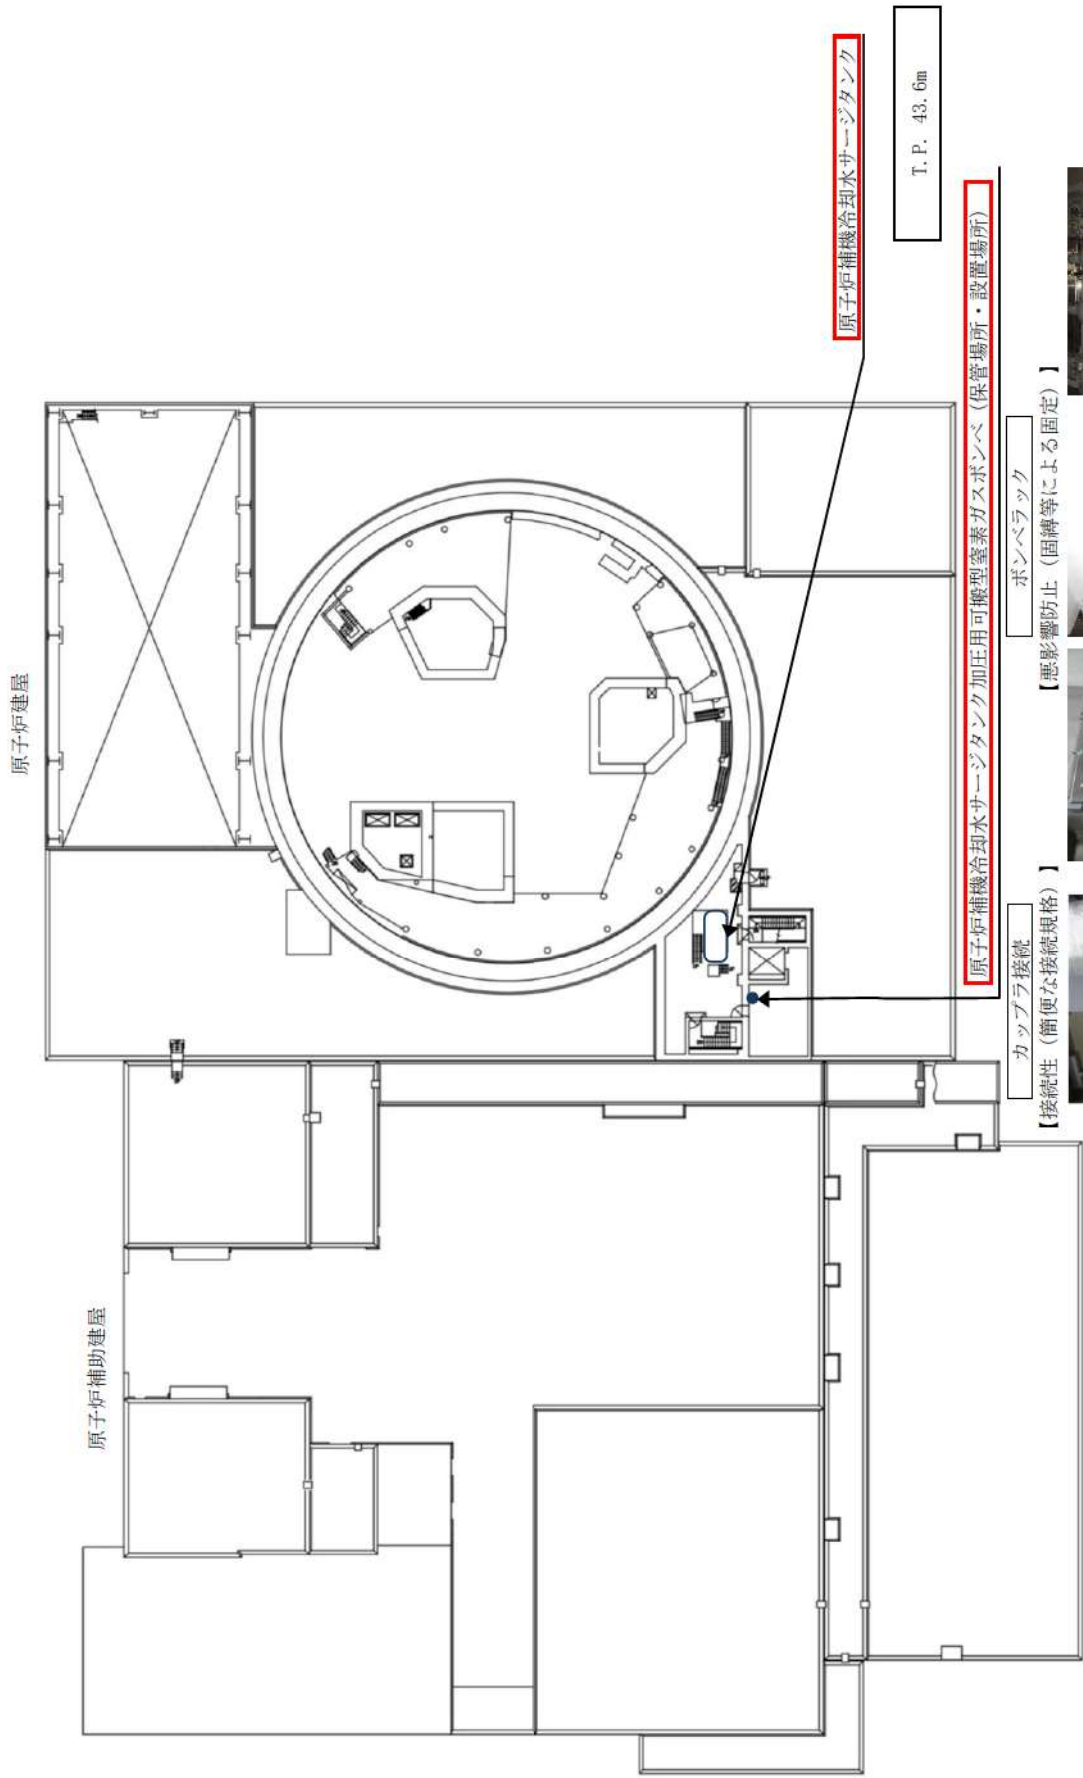 原子炉建屋
原子炉補助建屋
原子炉補機冷却水サージタンク
T.P. 43.6m
原子炉補機冷却水サージタンク加圧用可搬型窒素ガスボンベ（保管場所・設置場所）
カップラ接続
【接続性（簡便な接続規格）】
ボンベラック
【悪影響防止（固縛等による固定）】